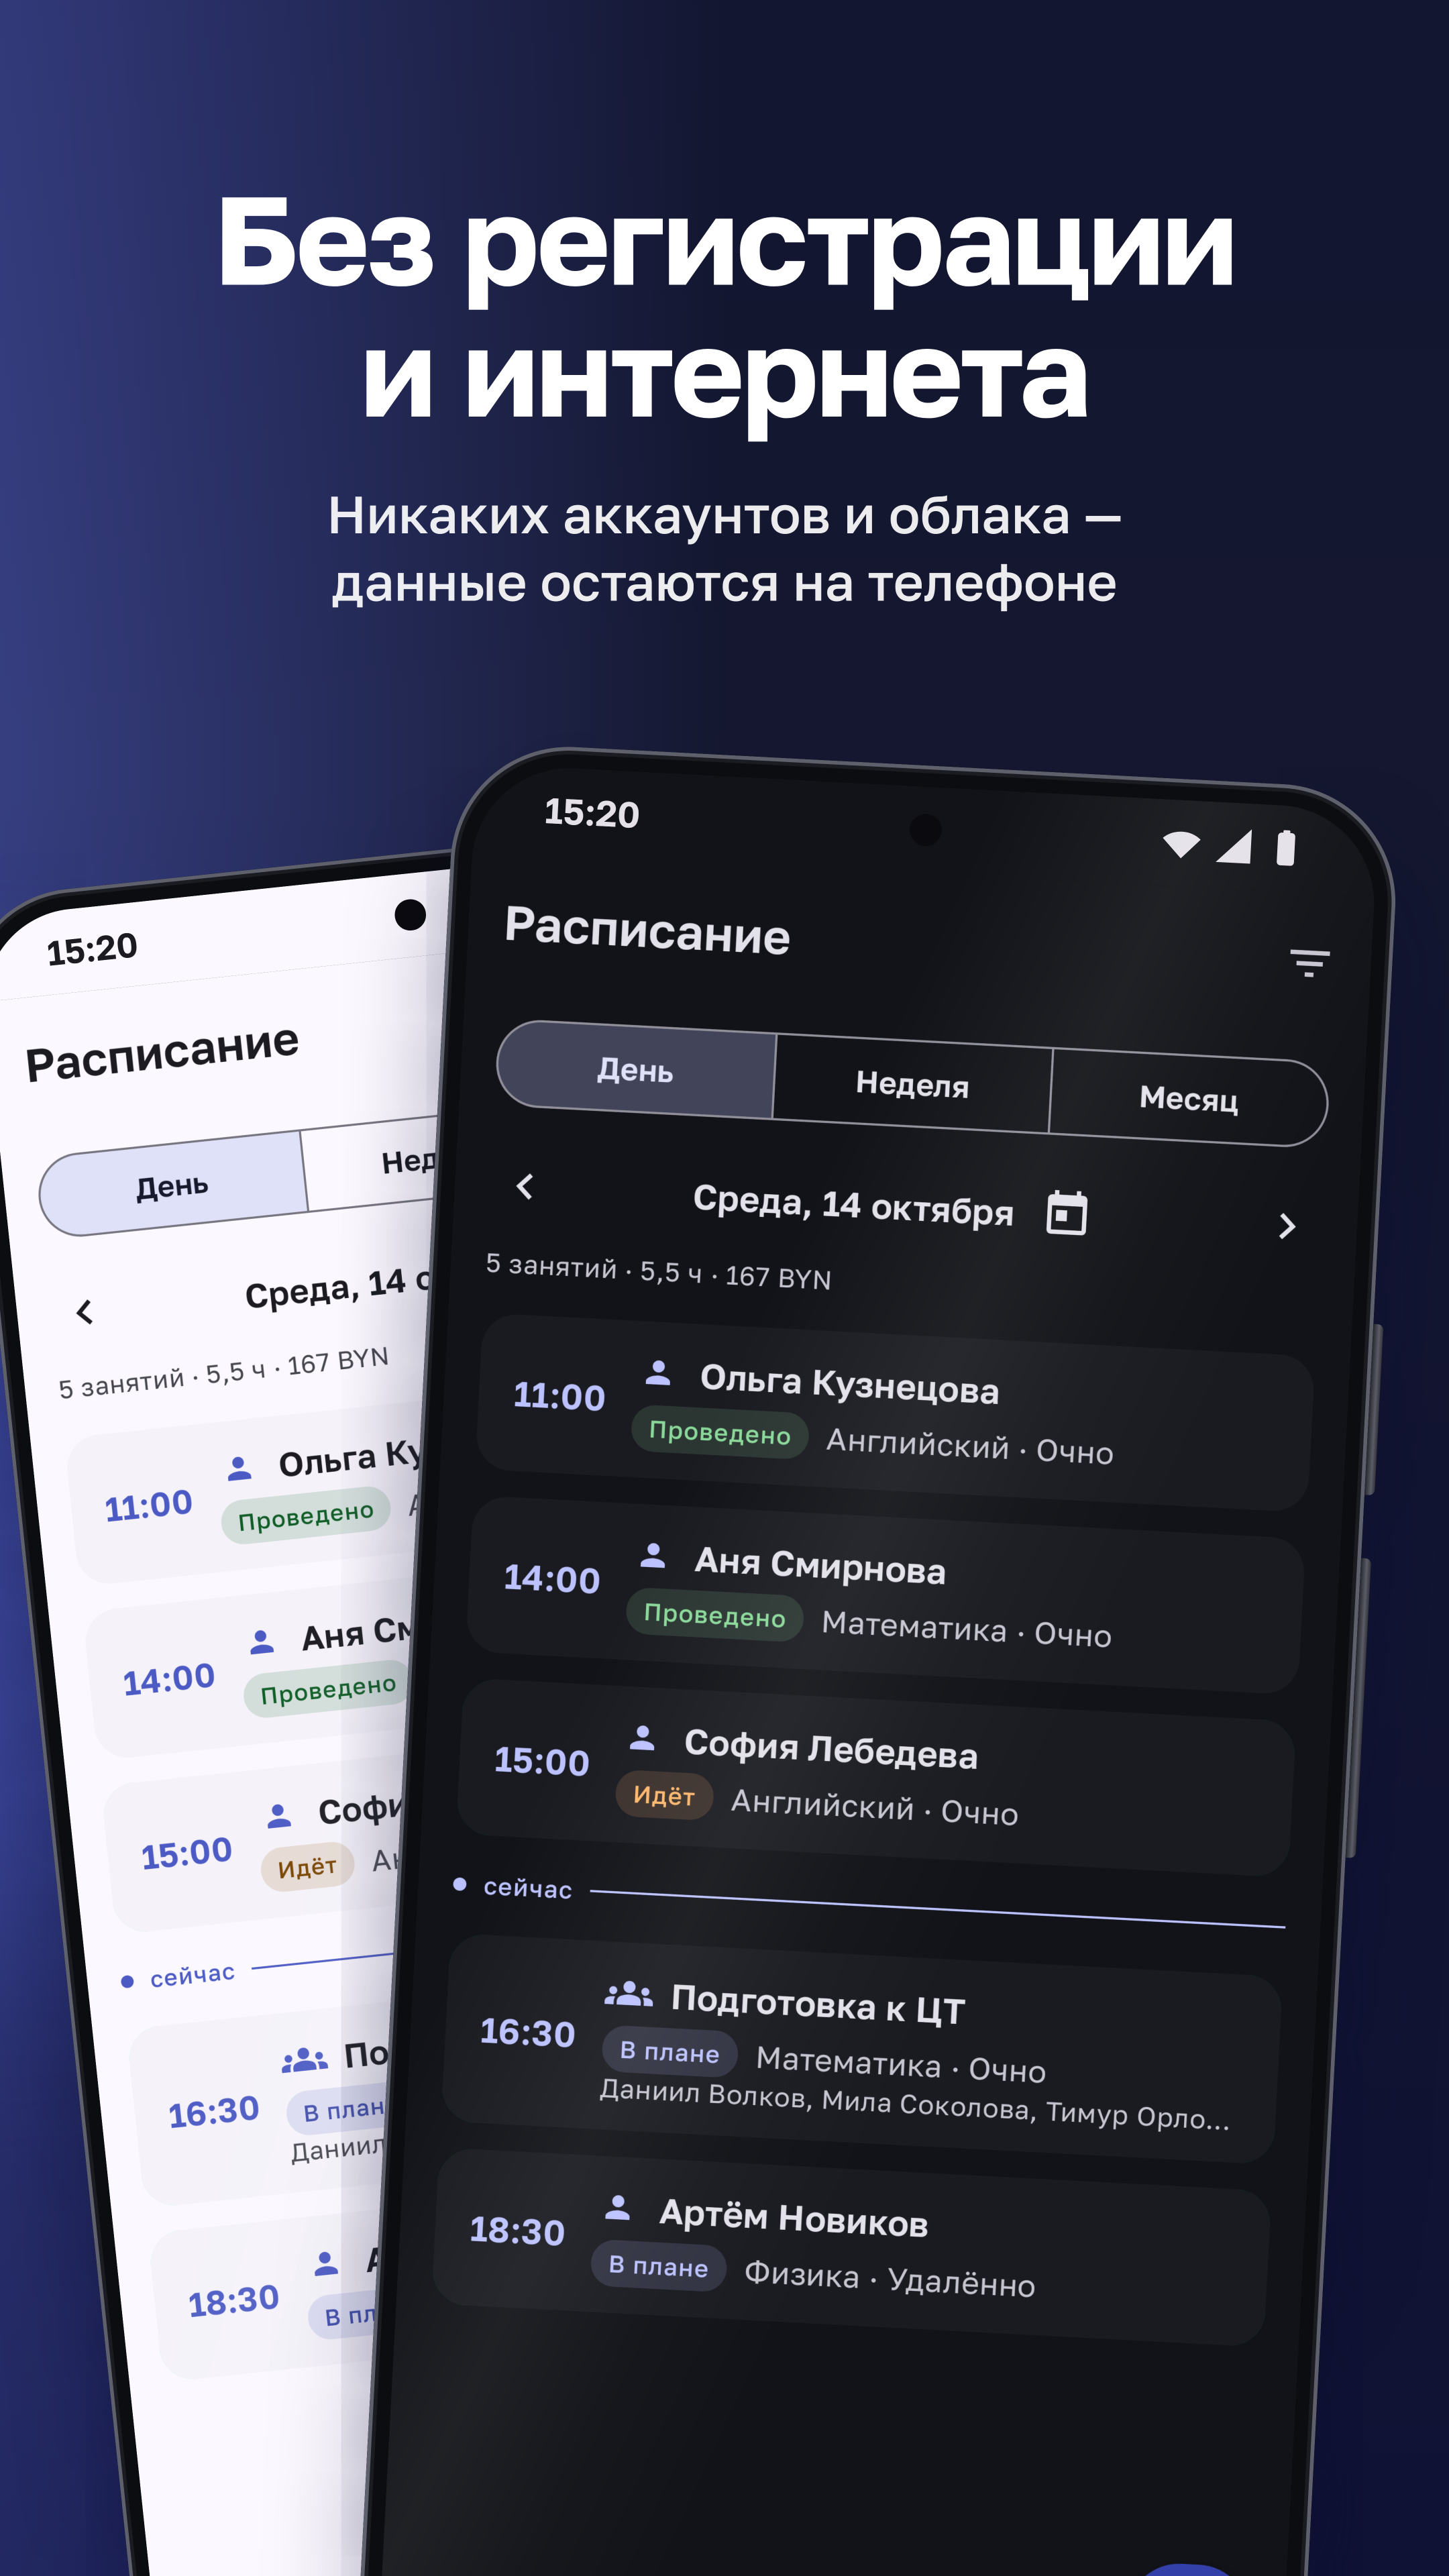 Без регистрации
и интернета
Никаких аккаунтов и облака —
данные остаются на телефоне
15:20
Расписание
День
Среда, 14
5 занятий · 5,5 ч · 167 BYN
11:00
Ольга
Проведено
14:00
Аня
Проведено
15:00
Идёт
сейчас
16:30
В
18:30
В
15:20
Расписание
День Неделя Месяц
Среда, 14 октября
5 занятий · 5,5 ч · 167 BYN
11:00
Ольга Кузнецова
Проведено Английский · Очно
14:00
Аня Смирнова
Проведено Математика · Очно
15:00
София Лебедева
Идёт Английский · Очно
сейчас
16:30
Подготовка к ЦТ
В плане Математика · Очно
Даниил Волков, Мила Соколова, Тимур Орло...
18:30
Артём Новиков
В плане Физика · Удалённо